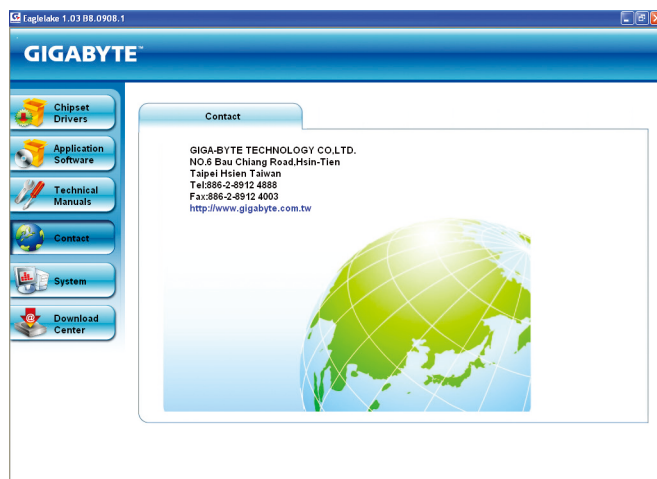 Eaglelake 1.03 B8.0908.1
GIGABYTE™
Chipset
Drivers
Application
Software
Technical
Manuals
Contact
System
Download
Center
Contact
GIGA-BYTE TECHNOLOGY CO,LTD.
NO.6 Bau Chiang Road,Hsin-Tien
Taipei Hsien Taiwan
Tel:886-2-8912 4888
Fax:886-2-8912 4003
http://www.gigabyte.com.tw